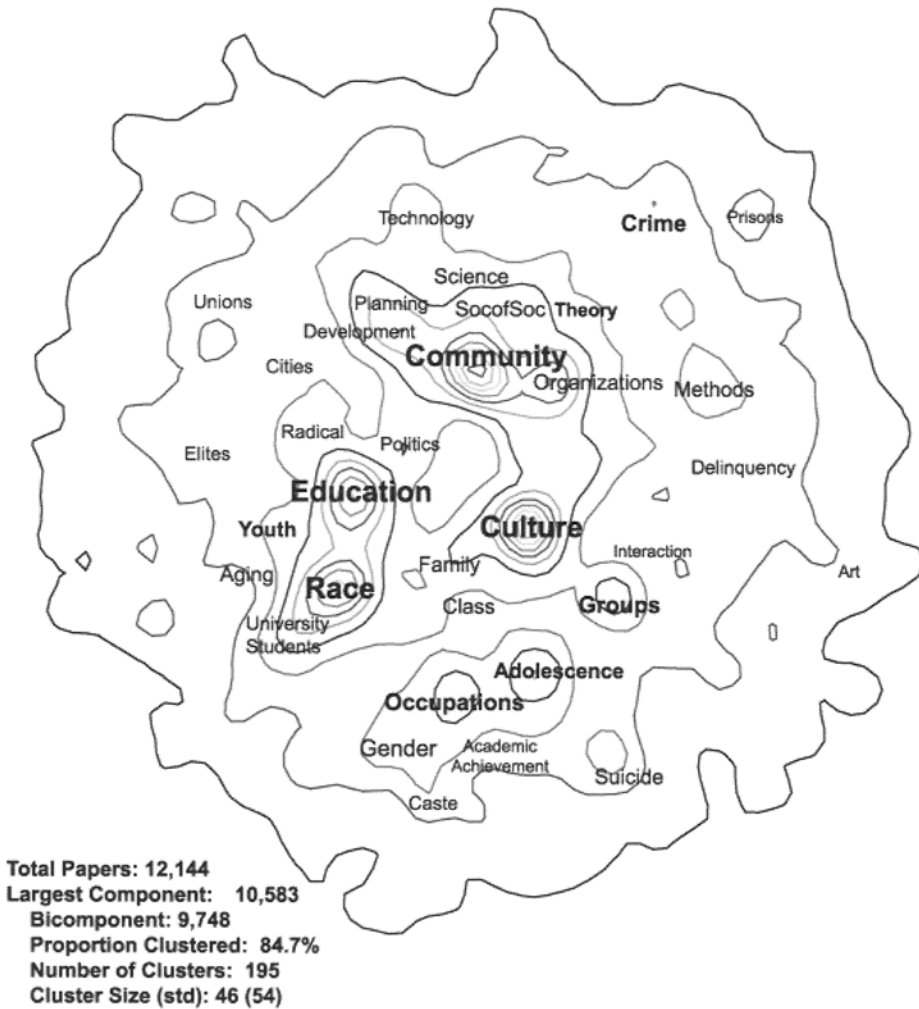 Technology
Crime
Prisons
Science
Unions
Planning
SocofSoc
Theory
Development
Community
Cities
Organizations
Methods
Radical
Politics
Elites
Delinquency
Education
Youth
Culture
Interaction
Family
Aging
Art
Race
Class
Groups
University
Students
Adolescence
Occupations
Gender
Academic
Achievement
Suicide
Caste
Total Papers: 12,144
Largest Component: 10,583
Bicomponent: 9,748
Proportion Clustered: 84.7%
Number of Clusters: 195
Cluster Size (std): 46 (54)